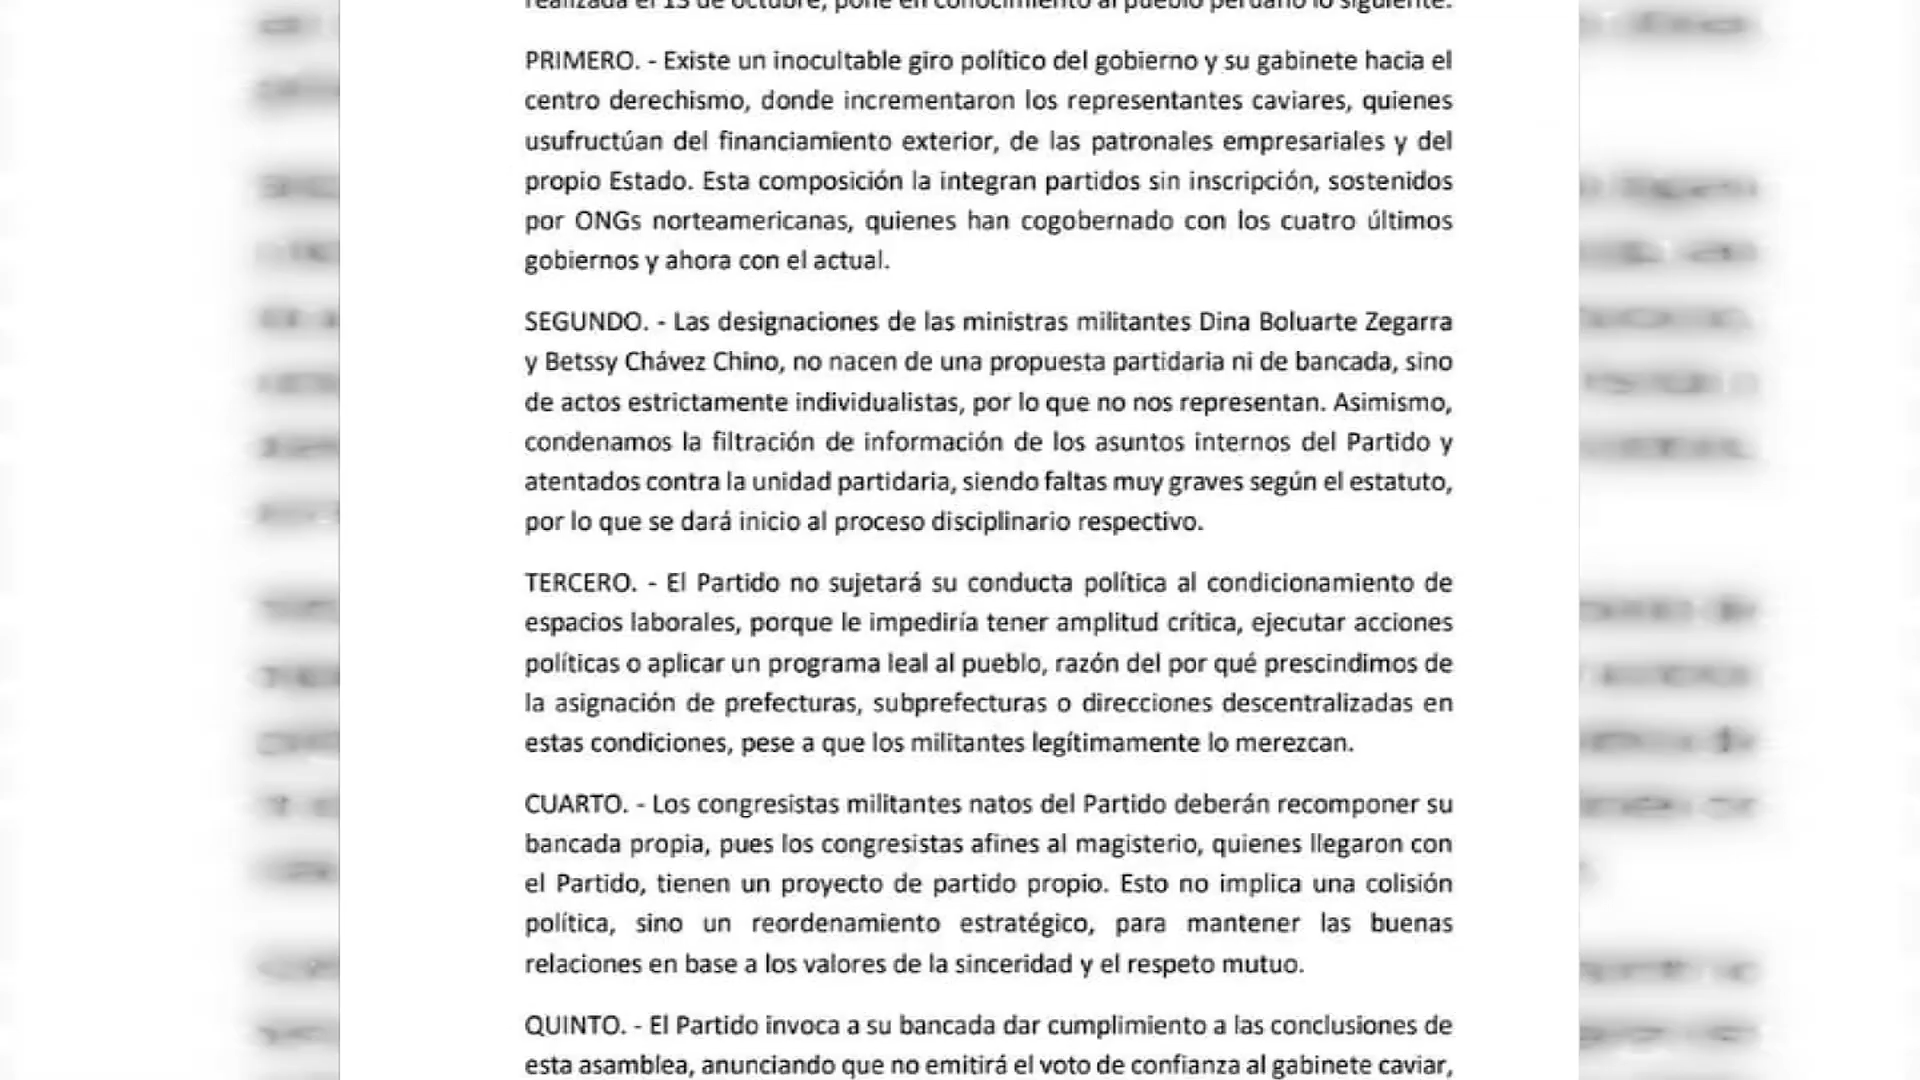 realizada el 13 de octubre, pone en conocimiento al pueblo peruano lo siguiente:
PRIMERO. - Existe un inocultable giro político del gobierno y su gabinete hacia el
centro derechismo, donde incrementaron los representantes caviares, quienes
usufructúan del financiamiento exterior, de las patronales empresariales y del
propio Estado. Esta composición la integran partidos sin inscripción, sostenidos
por ONGs norteamericanas, quienes han cogobernado con los cuatro últimos
gobiernos y ahora con el actual.
SEGUNDO. - Las designaciones de las ministras militantes Dina Boluarte Zegarra
y Betssy Chávez Chino, no nacen de una propuesta partidaria ni de bancada, sino
de actos estrictamente individualistas, por lo que no nos representan. Asimismo,
condenamos la filtración de información de los asuntos internos del Partido y
atentados contra la unidad partidaria, siendo faltas muy graves según el estatuto,
por lo que se dará inicio al proceso disciplinario respectivo.
TERCERO. - El Partido no sujetará su conducta política al condicionamiento de
espacios laborales, porque le impediría tener amplitud crítica, ejecutar acciones
políticas o aplicar un programa leal al pueblo, razón del por qué prescindimos de
la asignación de prefecturas, subprefecturas o direcciones descentralizadas en
estas condiciones, pese a que los militantes legítimamente lo merezcan.
CUARTO. - Los congresistas militantes natos del Partido deberán recomponer su
bancada propia, pues los congresistas afines al magisterio, quienes llegaron con
el Partido, tienen un proyecto de partido propio. Esto no implica una colisión
política, sino un reordenamiento estratégico, para mantener las buenas
relaciones en base a los valores de la sinceridad y el respeto mutuo.
QUINTO. - El Partido invoca a su bancada dar cumplimiento a las conclusiones de
esta asamblea, anunciando que no emitirá el voto de confianza al gabinete caviar,